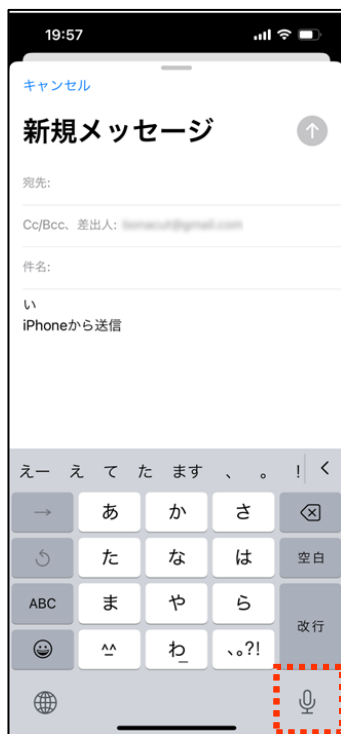 19:57
キャンセル
新規メッセージ
宛先:
Cc/Bcc、差出人:
件名:
い
iPhoneから送信
えー え て た ます 、 。 !
→ あ か さ
た な は 空白
ABC ま や ら
改行
^^ わ_ 、。?!